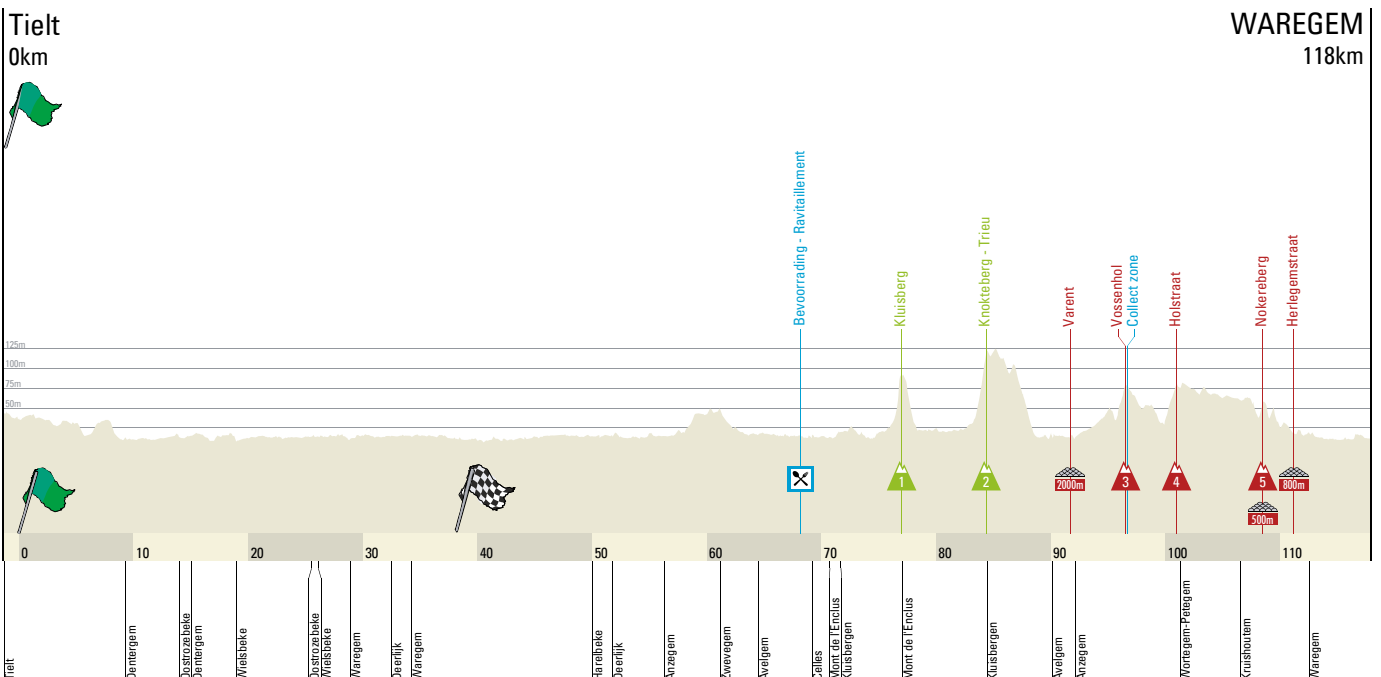 Tielt
0km
WAREGEM
118km
Bevoorrading - Ravitaillement
Kluisberg
Knokteberg - Trieu
Varent
Vossenhol
Collect zone
Holstraat
Nokereberg
Herlegemstraat
125m
100m
75m
50m
1
2
2000m
3
4
5
800m
500m
0
10
20
30
40
50
60
70
80
90
100
110
Tielt
Dentergem
Oostrozebeke
Dentergem
Wielsbeke
Oostrozebeke
Wielsbeke
Waregem
Deerlijk
Waregem
Harelbeke
Deerlijk
Anzegem
Zwevegem
Avelgem
Celles
Mont de l'Enclus
Kluisbergen
Mont de l'Enclus
Kluisbergen
Avelgem
Anzegem
Wortegem-Petegem
Kruishoutem
Waregem